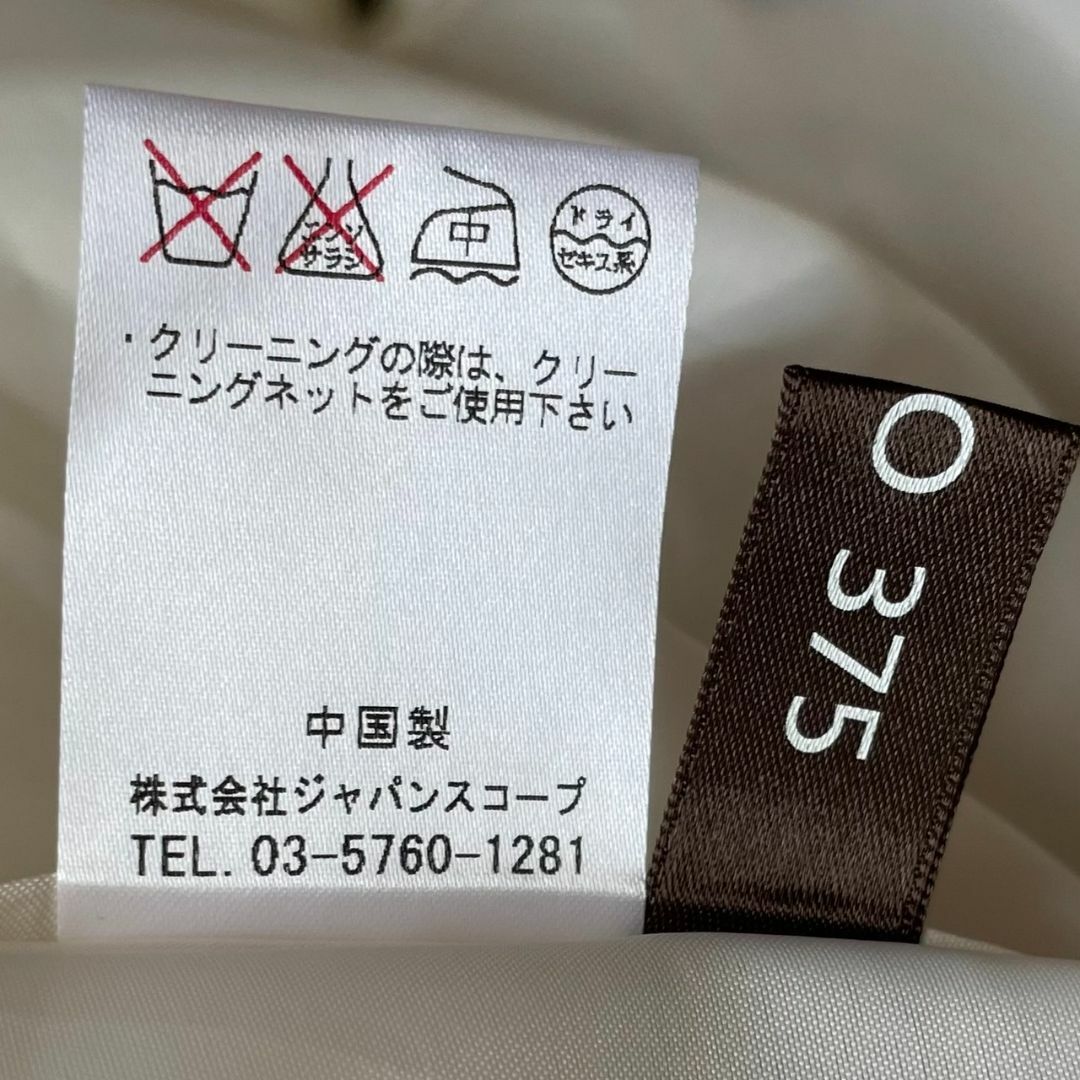 エンソ
サラシ
中
ドライ
セキユ系
・クリーニングの際は、クリー
ニングネットをご使用下さい
中国製
株式会社ジャパンスコープ
TEL. 03-5760-1281
O 375